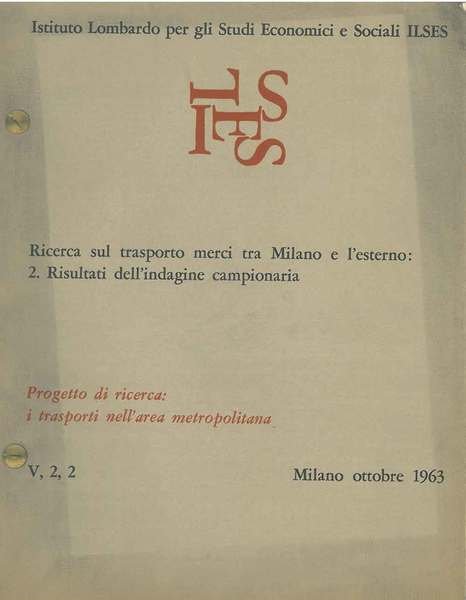 Istituto Lombardo per gli Studi Economici e Sociali ILSES
ILSES
Ricerca sul trasporto merci tra Milano e l'esterno:
2. Risultati dell'indagine campionaria
Progetto di ricerca:
i trasporti nell'area metropolitana
V, 2, 2
Milano ottobre 1963